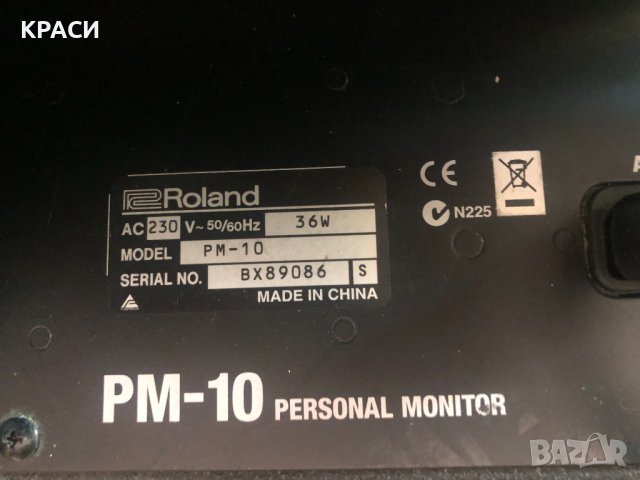 КРАСИ
Roland
AC 230 V~ 50/60Hz 36W
MODEL PM-10
SERIAL NO. BX89086 S
MADE IN CHINA
CE
N225
A
PM-10 PERSONAL MONITOR
BAZAR